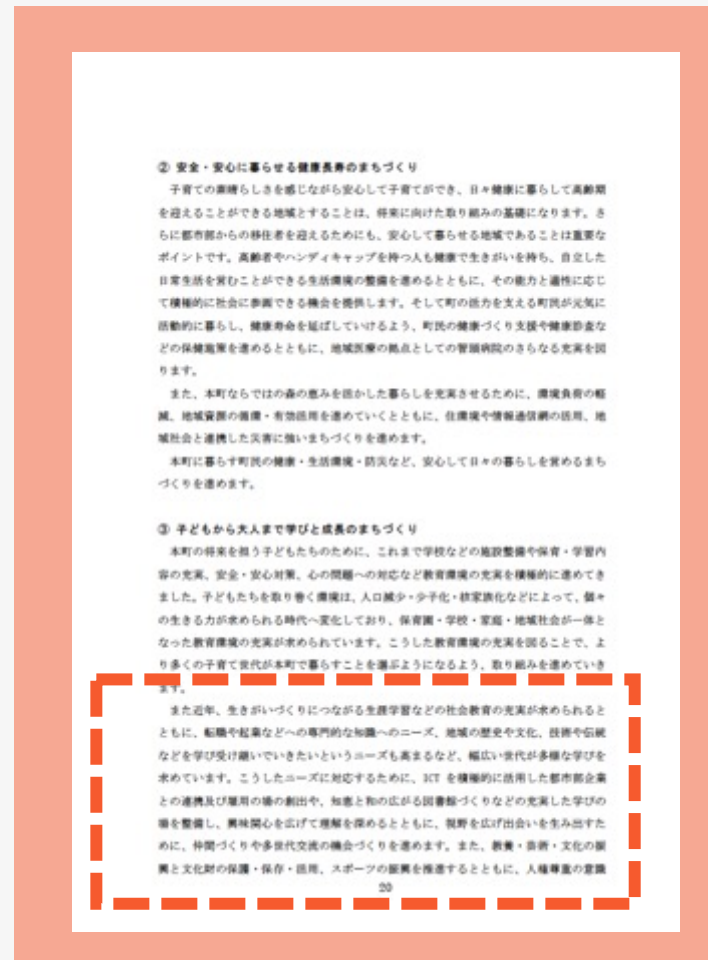 ② 安全・安心に暮らせる健康長寿のまちづくり
子育ての素晴らしさを感じながら安心して子育てができ、日々健康に暮らして高齢期
を迎えることができる地域とすることは、将来に向けた取り組みの基礎になります。さ
らに都市部からの移住者を迎えるためにも、安心して暮らせる地域であることは重要な
ポイントです。高齢者やハンディキャップを持つ人も健康で生きがいを持ち、自立した
日常生活を営むことができる生活環境の整備を進めるとともに、その能力と適性に応じ
て積極的に社会に参画できる機会を提供します。そして町の活力を支える町民が元気に
活動的に暮らし、健康寿命を延ばしていけるよう、町民の健康づくり支援や健康診査な
どの保健施策を進めるとともに、地域医療の拠点としての智頭病院のさらなる充実を図
ります。
また、本町ならではの森の恵みを活かした暮らしを充実させるために、環境負荷の軽
減、地域資源の循環・有効活用を進めていくとともに、住環境や情報通信網の活用、地
域社会と連携した災害に強いまちづくりを進めます。
本町に暮らす町民の健康・生活環境・防災など、安心して日々の暮らしを営めるまち
づくりを進めます。
③ 子どもから大人まで学びと成長のまちづくり
本町の将来を担う子どもたちのために、これまで学校などの施設整備や保育・学習内
容の充実、安全・安心対策、心の問題への対応など教育環境の充実を積極的に進めてき
ました。子どもたちを取り巻く環境は、人口減少・少子化・核家族化などによって、個々
の生きる力が求められる時代へ変化しており、保育園・学校・家庭・地域社会が一体と
なった教育環境の充実が求められています。こうした教育環境の充実を図ることで、よ
り多くの子育て世代が本町で暮らすことを選ぶようになるよう、取り組みを進めていき
ます。
また近年、生きがいづくりにつながる生涯学習などの社会教育の充実が求められると
ともに、転職や起業などへの専門的な知識へのニーズ、地域の歴史や文化、技術や伝統
などを学び受け継いでいきたいというニーズも高まるなど、幅広い世代が多様な学びを
求めています。こうしたニーズに対応するために、ICT を積極的に活用した都市部企業
との連携及び雇用の場の創出や、知恵と和の広がる図書館づくりなどの充実した学びの
場を整備し、興味関心を広げて理解を深めるとともに、視野を広げ出会いを生み出すた
めに、仲間づくりや多世代交流の機会づくりを進めます。また、教養・芸術・文化の振
興と文化財の保護・保存・活用、スポーツの振興を推進するとともに、人権尊重の意識
20